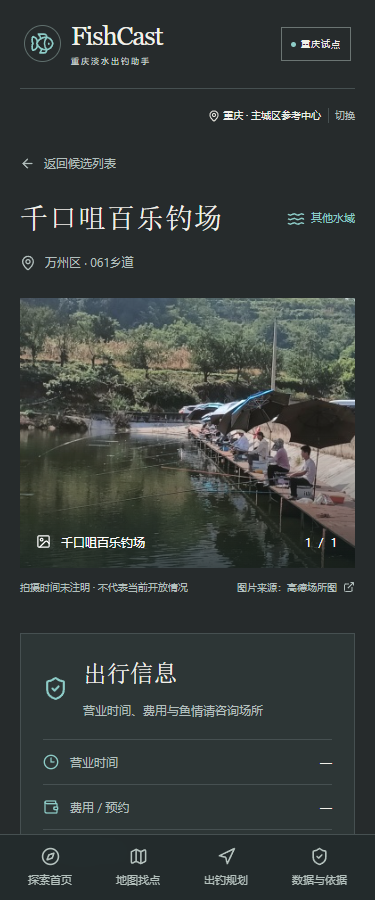 FishCast
重庆淡水出钓助手
重庆试点
重庆 · 主城区参考中心 切换
返回候选列表
千口咀百乐钓场
其他水域
万州区 · 061乡道
千口咀百乐钓场
1 / 1
拍摄时间未注明 · 不代表当前开放情况
图片来源：高德场所图
出行信息
营业时间、费用与鱼情请咨询场所
营业时间 —
费用 / 预约 —
探索首页
地图找点
出钓规划
数据与依据